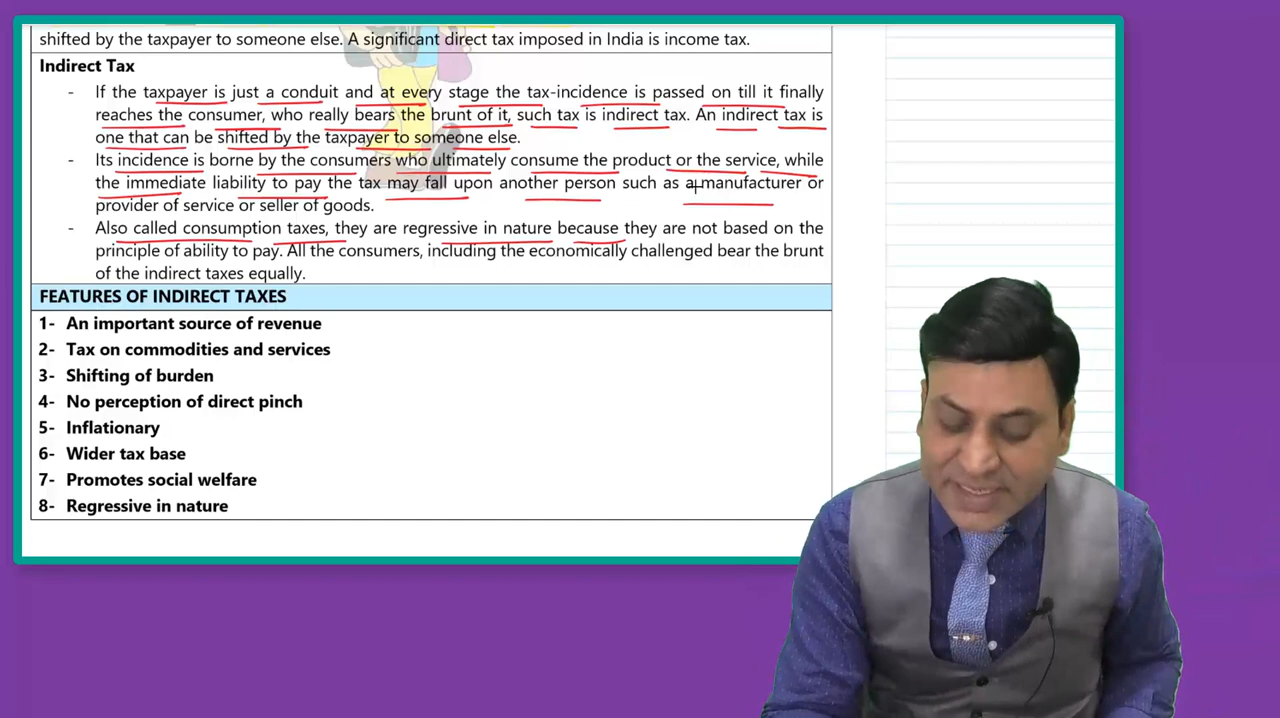 shifted by the taxpayer to someone else. A significant direct tax imposed in India is income tax.
Indirect Tax
- If the taxpayer is just a conduit and at every stage the tax-incidence is passed on till it finally
reaches the consumer, who really bears the brunt of it, such tax is indirect tax. An indirect tax is
one that can be shifted by the taxpayer to someone else.
- Its incidence is borne by the consumers who ultimately consume the product or the service, while
the immediate liability to pay the tax may fall upon another person such as a manufacturer or
provider of service or seller of goods.
- Also called consumption taxes, they are regressive in nature because they are not based on the
principle of ability to pay. All the consumers, including the economically challenged bear the brunt
of the indirect taxes equally.
FEATURES OF INDIRECT TAXES
1- An important source of revenue
2- Tax on commodities and services
3- Shifting of burden
4- No perception of direct pinch
5- Inflationary
6- Wider tax base
7- Promotes social welfare
8- Regressive in nature